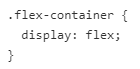 .flex-container {
  display: flex;
}